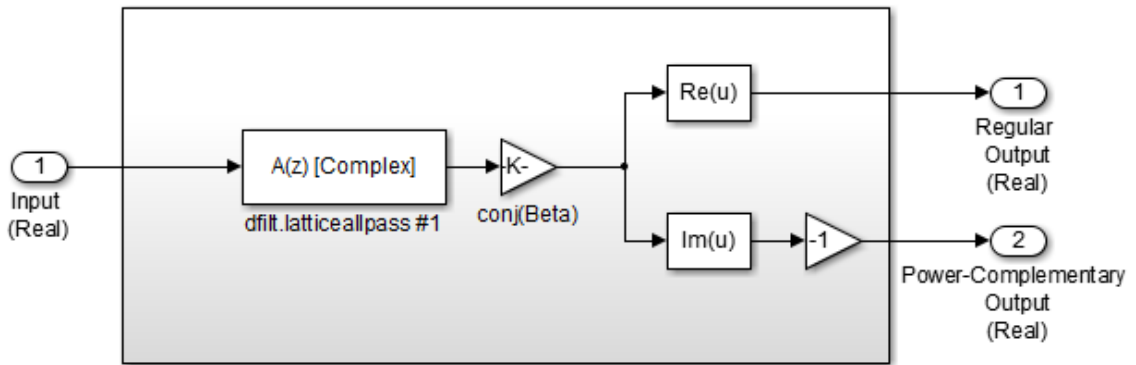 1
Input
(Real)
A(z) [Complex]
dfilt.latticeallpass #1
-K-
conj(Beta)
Re(u)
1
Regular
Output
(Real)
Im(u)
-1
2
Power-Complementary
Output
(Real)